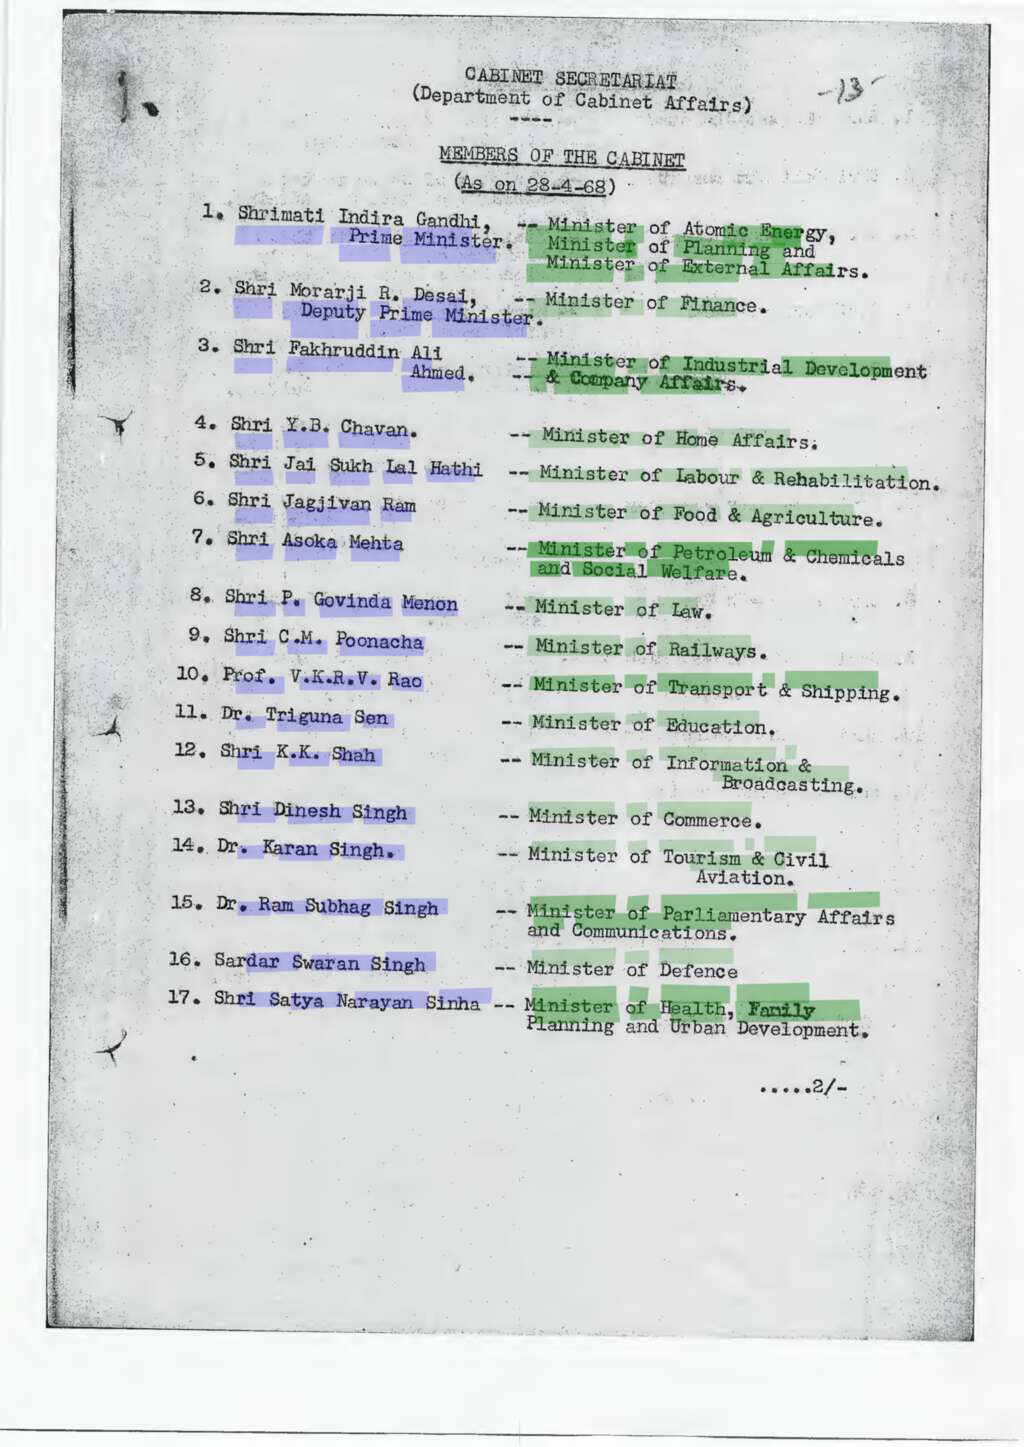 CABINET SECRETARIAT
-13-
(Department of Cabinet Affairs)
----
MEMBERS OF THE CABINET
(As on 28-4-68)
1. Shrimati Indira Gandhi, -- Minister of Atomic Energy,
Prime Minister. Minister of Planning and
Minister of External Affairs.
2. Shri Morarji R. Desai, -- Minister of Finance.
Deputy Prime Minister.
3. Shri Fakhruddin Ali -- Minister of Industrial Development
Ahmed. -- & Company Affairs.
4. Shri Y.B. Chavan. -- Minister of Home Affairs.
5. Shri Jai Sukh Lal Hathi -- Minister of Labour & Rehabilitation.
6. Shri Jagjivan Ram -- Minister of Food & Agriculture.
7. Shri Asoka Mehta -- Minister of Petroleum & Chemicals
and Social Welfare.
8. Shri P. Govinda Menon -- Minister of Law.
9. Shri C.M. Poonacha -- Minister of Railways.
10. Prof. V.K.R.V. Rao -- Minister of Transport & Shipping.
11. Dr. Triguna Sen -- Minister of Education.
12. Shri K.K. Shah -- Minister of Information &
Broadcasting.
13. Shri Dinesh Singh -- Minister of Commerce.
14. Dr. Karan Singh. -- Minister of Tourism & Civil
Aviation.
15. Dr. Ram Subhag Singh -- Minister of Parliamentary Affairs
and Communications.
16. Sardar Swaran Singh -- Minister of Defence
17. Shri Satya Narayan Sinha -- Minister of Health, Family
Planning and Urban Development.
.....2/-